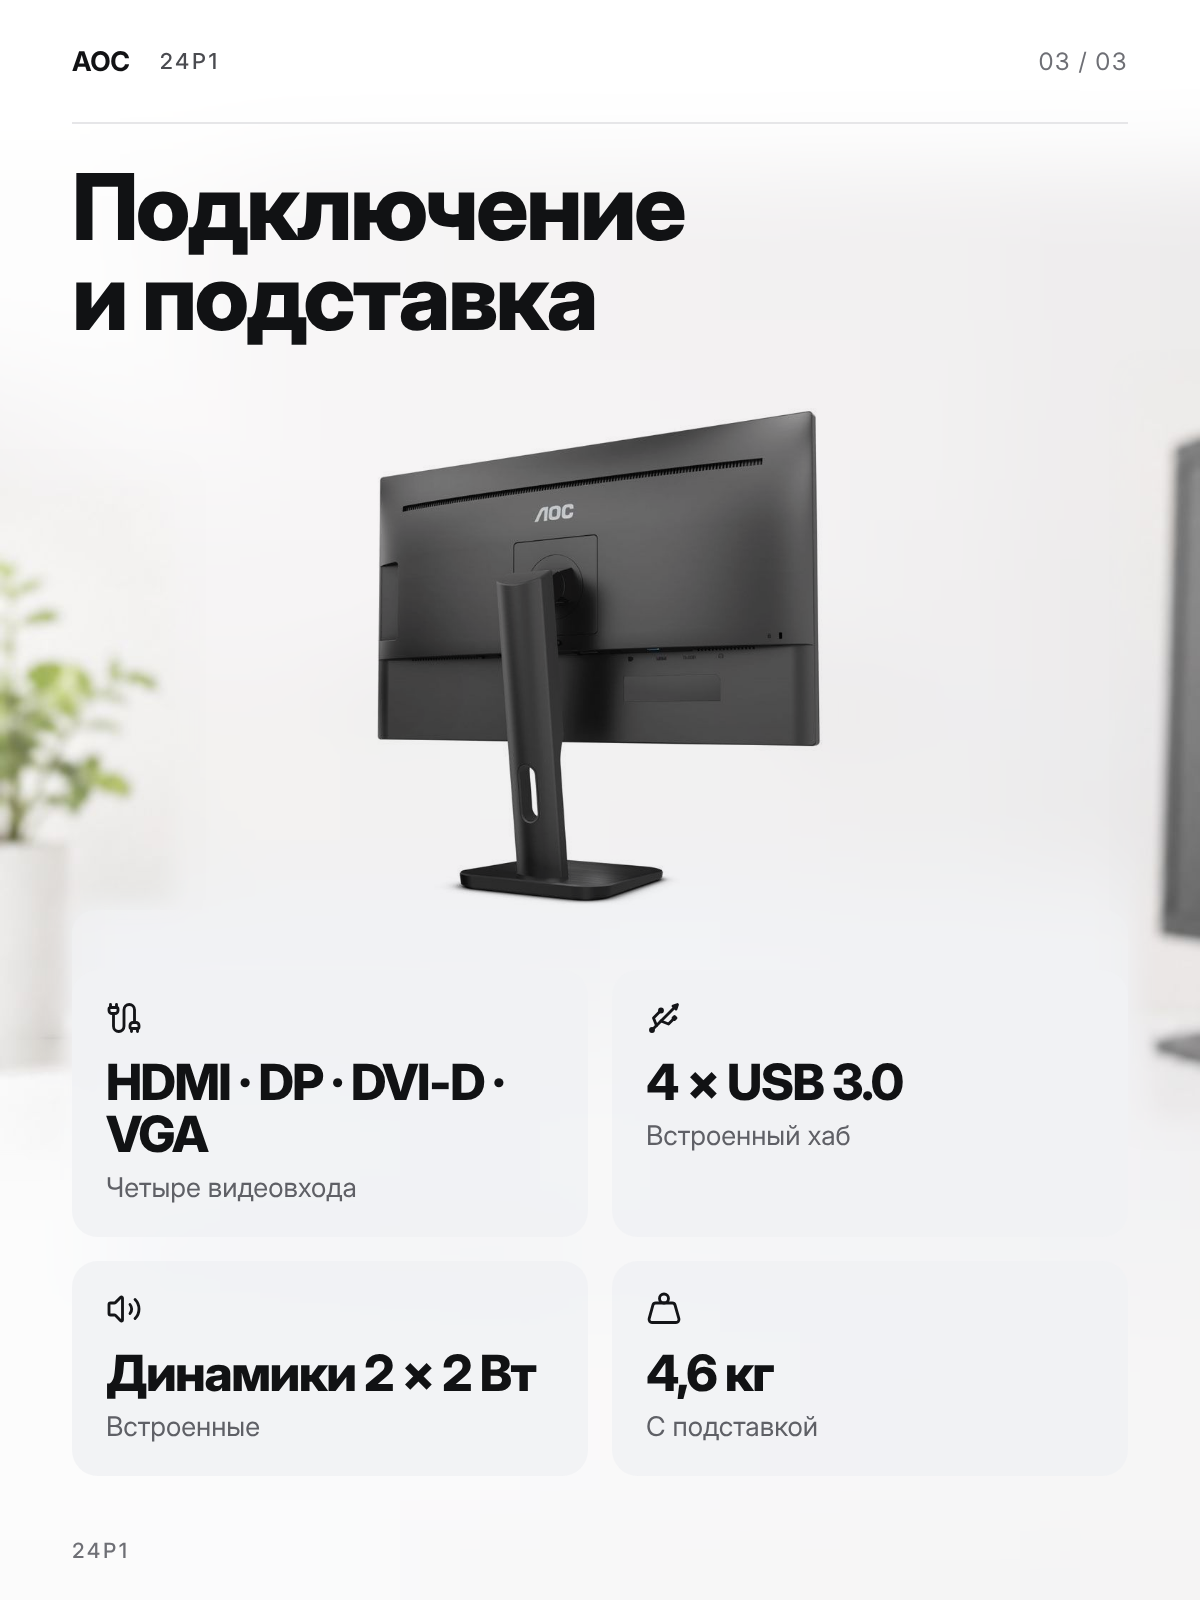 AOC 24P1 03 / 03
Подключение
и подставка
AOC
HDMI · DP · DVI-D ·
VGA
Четыре видеовхода
4 × USB 3.0
Встроенный хаб
Динамики 2 × 2 Вт
Встроенные
4,6 кг
С подставкой
24P1